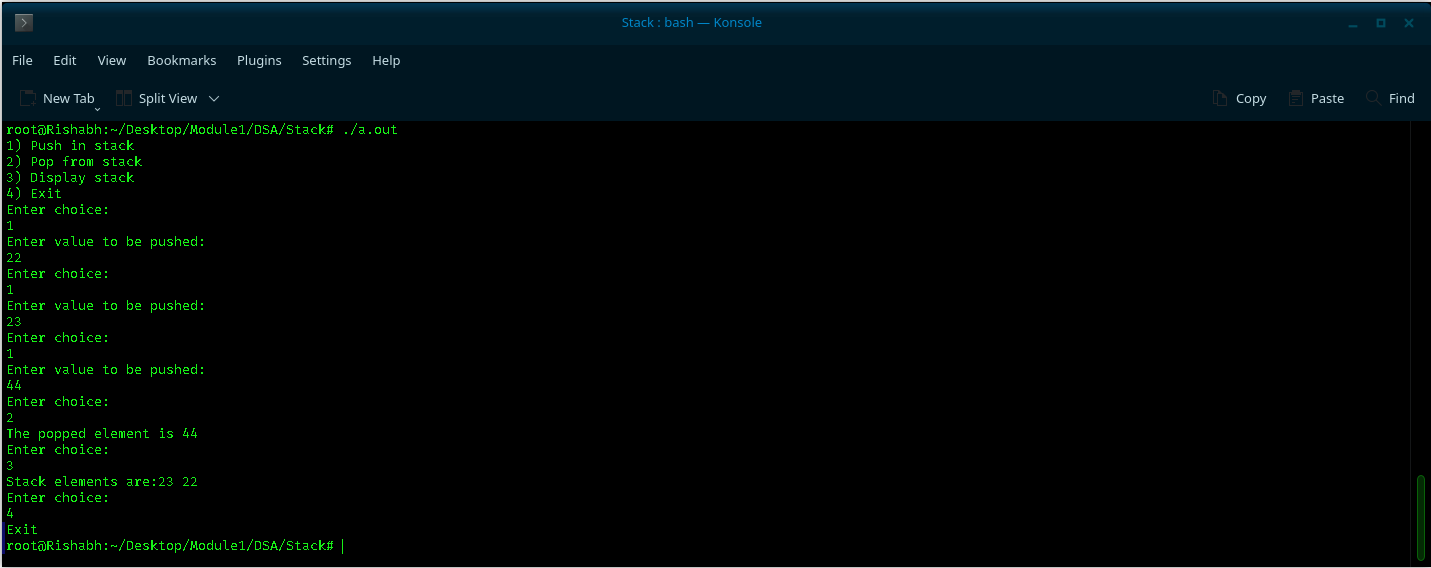 Stack : bash — Konsole
File Edit View Bookmarks Plugins Settings Help
New Tab Split View Copy Paste Find
root@Rishabh:~/Desktop/Module1/DSA/Stack# ./a.out
1) Push in stack
2) Pop from stack
3) Display stack
4) Exit
Enter choice:
1
Enter value to be pushed:
22
Enter choice:
1
Enter value to be pushed:
23
Enter choice:
1
Enter value to be pushed:
44
Enter choice:
2
The popped element is 44
Enter choice:
3
Stack elements are:23 22
Enter choice:
4
Exit
root@Rishabh:~/Desktop/Module1/DSA/Stack#